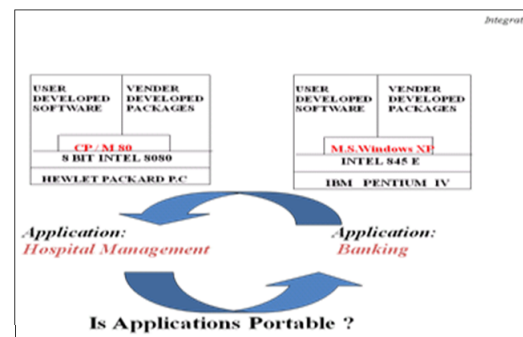 Integrat
USER
DEVELOPED
SOFTWARE
VENDER
DEVELOPED
PACKAGES
CP / M 80
8 BIT INTEL 8080
HEWLET PACKARD P.C
USER
DEVELOPED
SOFTWARE
VENDER
DEVELOPED
PACKAGES
M.S.Windows XP
INTEL 845 E
IBM PENTIUM IV
Application:
Hospital Management
Application:
Banking
Is Applications Portable ?